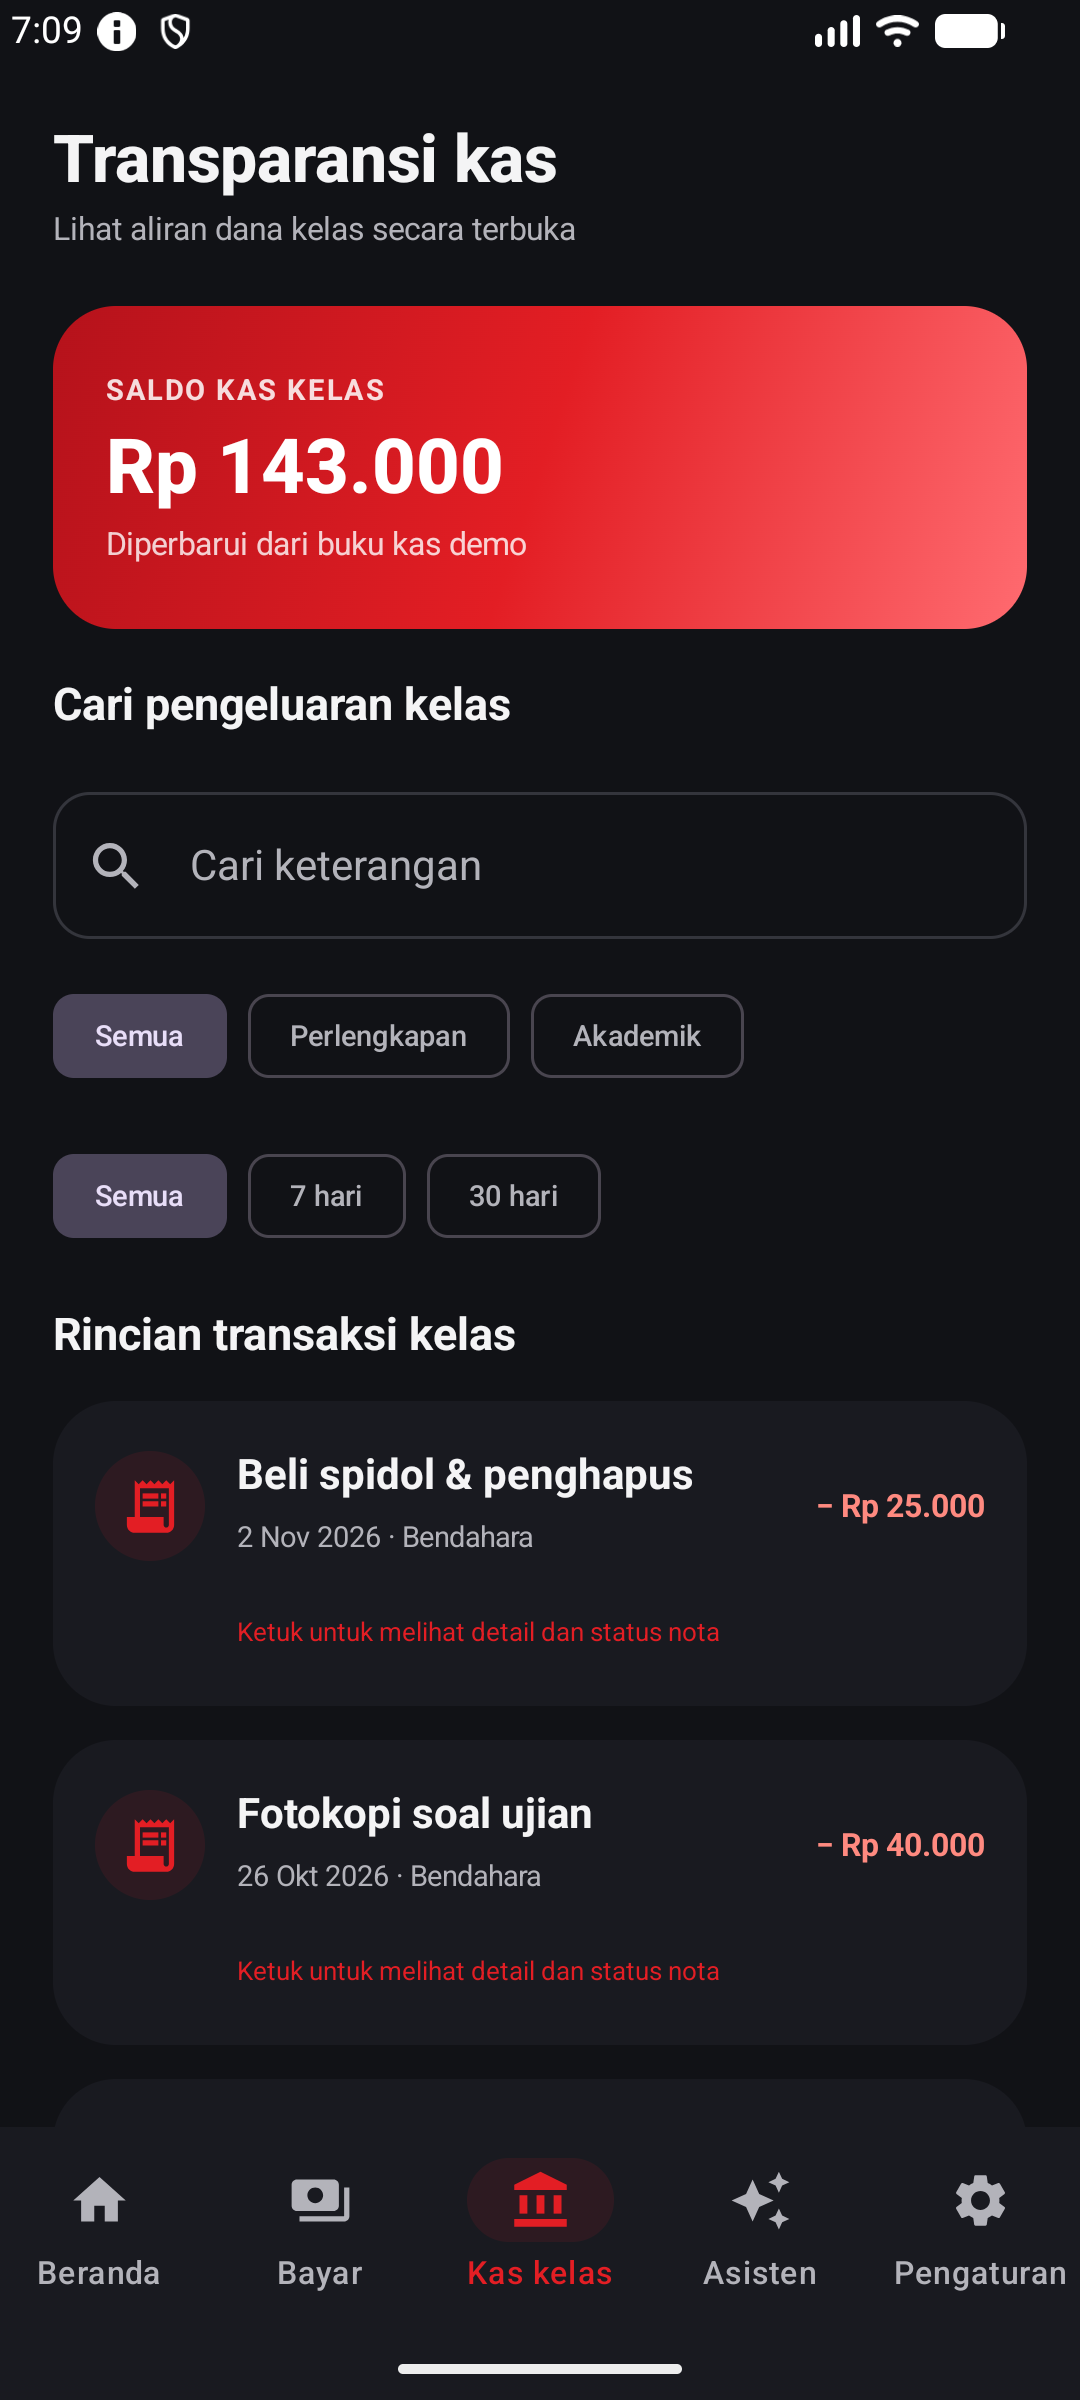 7:09
Transparansi kas
Lihat aliran dana kelas secara terbuka
SALDO KAS KELAS
Rp 143.000
Diperbarui dari buku kas demo
Cari pengeluaran kelas
Cari keterangan
Semua Perlengkapan Akademik
Semua 7 hari 30 hari
Rincian transaksi kelas
Beli spidol & penghapus
− Rp 25.000
2 Nov 2026 · Bendahara
Ketuk untuk melihat detail dan status nota
Fotokopi soal ujian
− Rp 40.000
26 Okt 2026 · Bendahara
Ketuk untuk melihat detail dan status nota
Beranda Bayar Kas kelas Asisten Pengaturan